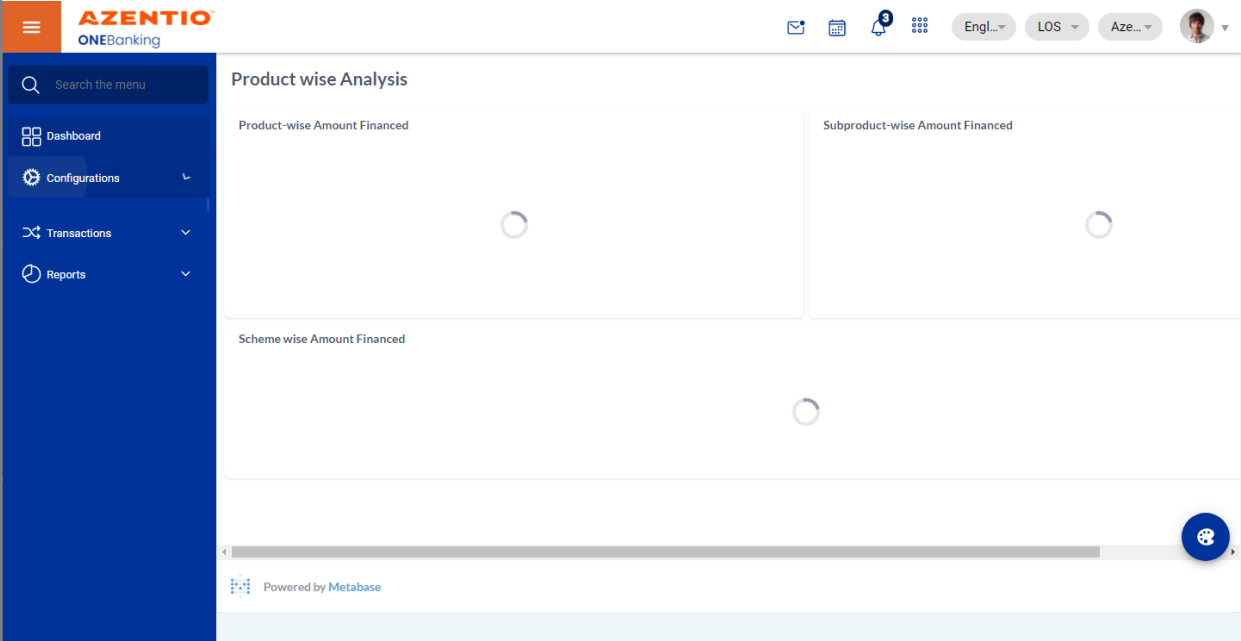 AZENTIO™
ONEBanking
3
Engl...
LOS
Aze...
Search the menu
Dashboard
Configurations
Transactions
Reports
Product wise Analysis
Product-wise Amount Financed
Subproduct-wise Amount Financed
Scheme wise Amount Financed
Powered by Metabase